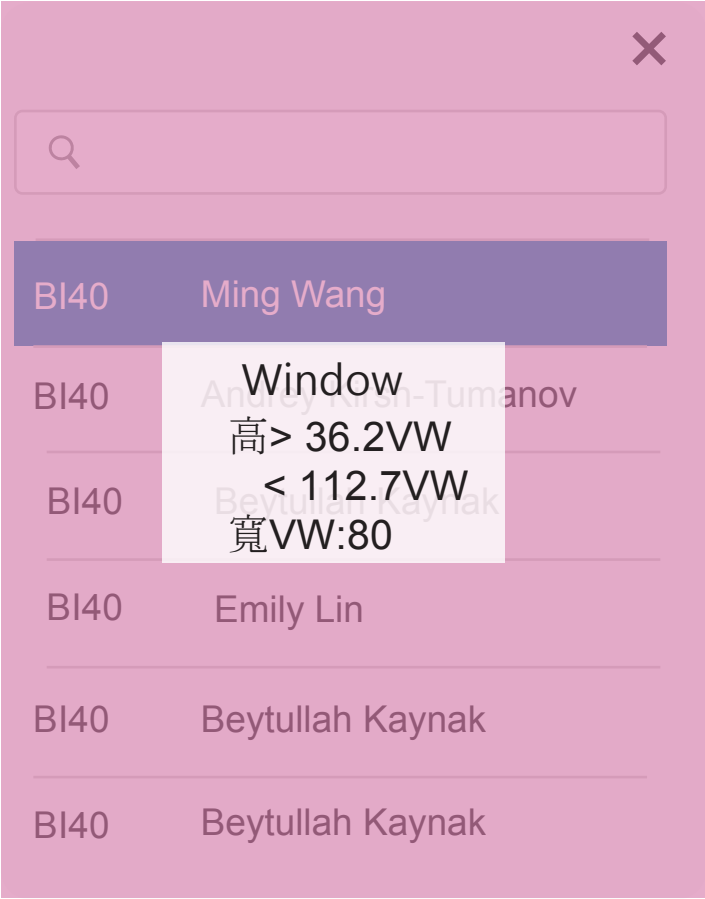 BI40 Ming Wang
BI40 Andrey Kirsh-Tumanov
Window
高> 36.2VW
< 112.7VW
BI40 Beytullah Kaynak
寬VW:80
BI40 Emily Lin
BI40 Beytullah Kaynak
BI40 Beytullah Kaynak